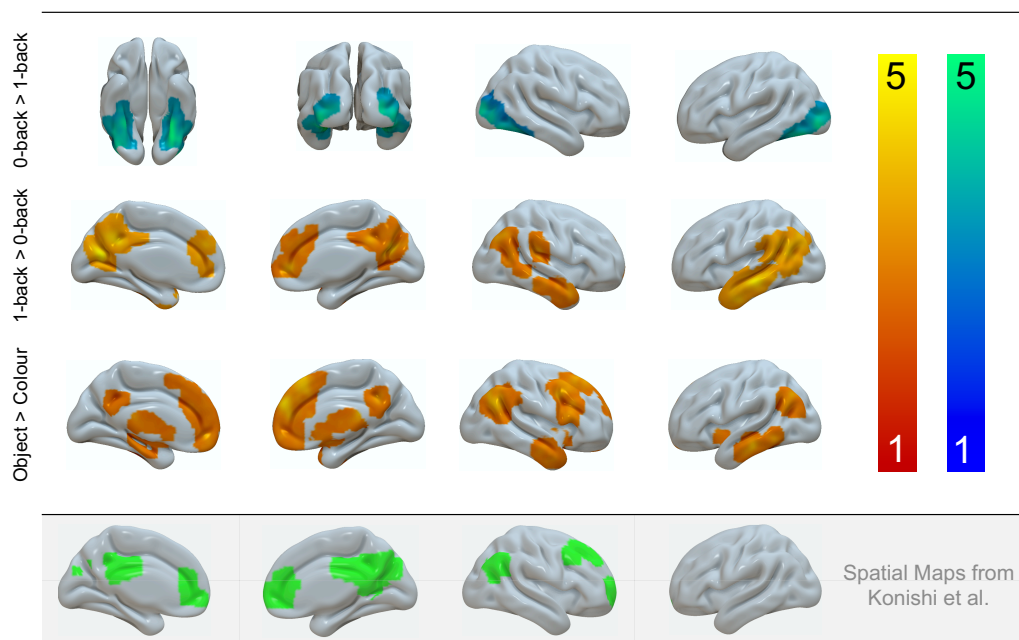 0-back > 1-back
1-back > 0-back
Object > Colour
5
5
1
1
Spatial Maps from
Konishi et al.